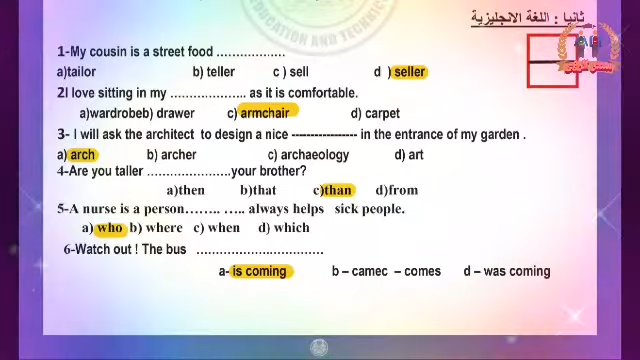 ثانيا : اللغة الانجليزية
1-My cousin is a street food ………………
a)tailor b) teller c ) sell d ) seller
2I love sitting in my ………………… as it is comfortable.
a)wardrobeb) drawer c) armchair d) carpet
3- I will ask the architect to design a nice ---------------- in the entrance of my garden .
a) arch b) archer c) archaeology d) art
4-Are you taller …………………your brother?
a)then b)that c)than d)from
5-A nurse is a person…….. ….. always helps sick people.
a) who b) where c) when d) which
6-Watch out ! The bus …………………………
a- is coming b – camec – comes d – was coming